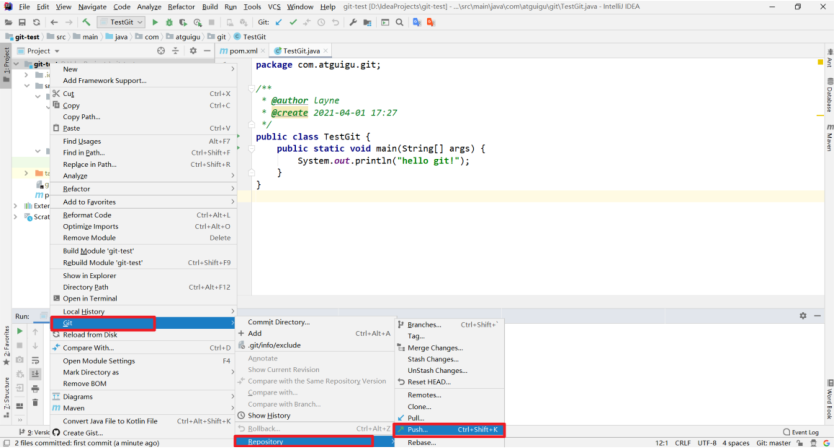 File Edit View Navigate Code Analyze Refactor Build Run Tools VCS Window Help git-test [D:\IdeaProjects\git-test] - ...\src\main\java\com\atguigu\git\TestGit.java - IntelliJ IDEA
TestGit Git:
git-test src main java com atguigu git TestGit
Project pom.xml TestGit.java
1: Project
git-te
New
Add Framework Support...
Cut Ctrl+X
Copy Ctrl+C
Copy Path...
Paste Ctrl+V
Find Usages Alt+F7
Find in Path... Ctrl+Shift+F
Replace in Path... Ctrl+Shift+R
Analyze
Refactor
Add to Favorites
Reformat Code Ctrl+Alt+L
Optimize Imports Ctrl+Alt+O
Remove Module Delete
Build Module 'git-test'
Rebuild Module 'git-test' Ctrl+Shift+F9
Show in Explorer
Directory Path Ctrl+Alt+F12
Open in Terminal
Local History
Git
Reload from Disk
Compare With... Ctrl+D
Open Module Settings F4
Mark Directory as
Remove BOM
Diagrams
Maven
Convert Java File to Kotlin File Ctrl+Alt+Shift+K
Create Gist...
Exter
Scrat
Run:
package com.atguigu.git;
/**
* @author Layne
* @create 2021-04-01 17:27
*/
public class TestGit {
public static void main(String[] args) {
System.out.println("hello git!");
}
}
Ant
Database
Maven
Word Book
2: Favorites
7: Structure
Commit Directory...
Add Ctrl+Alt+A
.git/info/exclude
Annotate
Show Current Revision
Compare with the Same Repository Version
Compare with...
Compare with Branch...
Show History
Rollback... Ctrl+Alt+Z
Repository
Branches... Ctrl+Shift+`
Tag...
Merge Changes...
Stash Changes...
UnStash Changes...
Reset HEAD...
Remotes...
Clone...
Pull...
Push... Ctrl+Shift+K
Rebase...
9: Versio
Event Log
2 files committed: first commit (a minute ago) 12:1 CRLF UTF-8 4 spaces Git: master